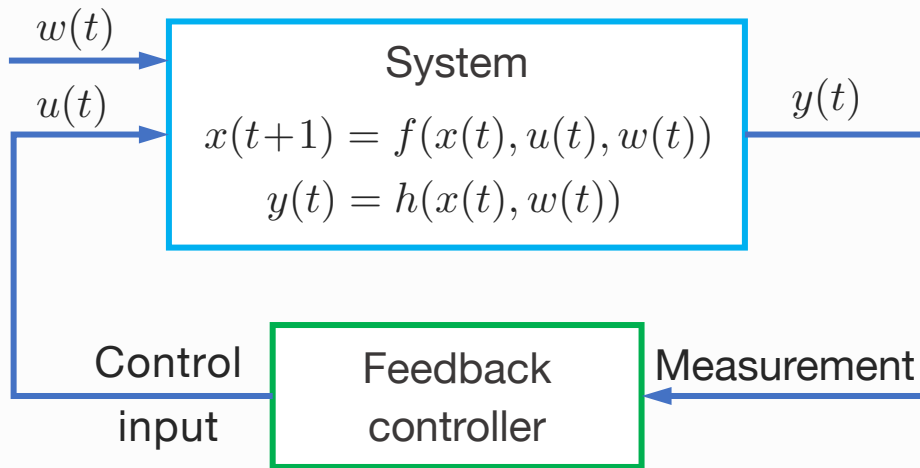 w(t)
u(t)
System
x(t+1) = f(x(t), u(t), w(t))
y(t) = h(x(t), w(t))
y(t)
Control
input
Feedback
controller
Measurement